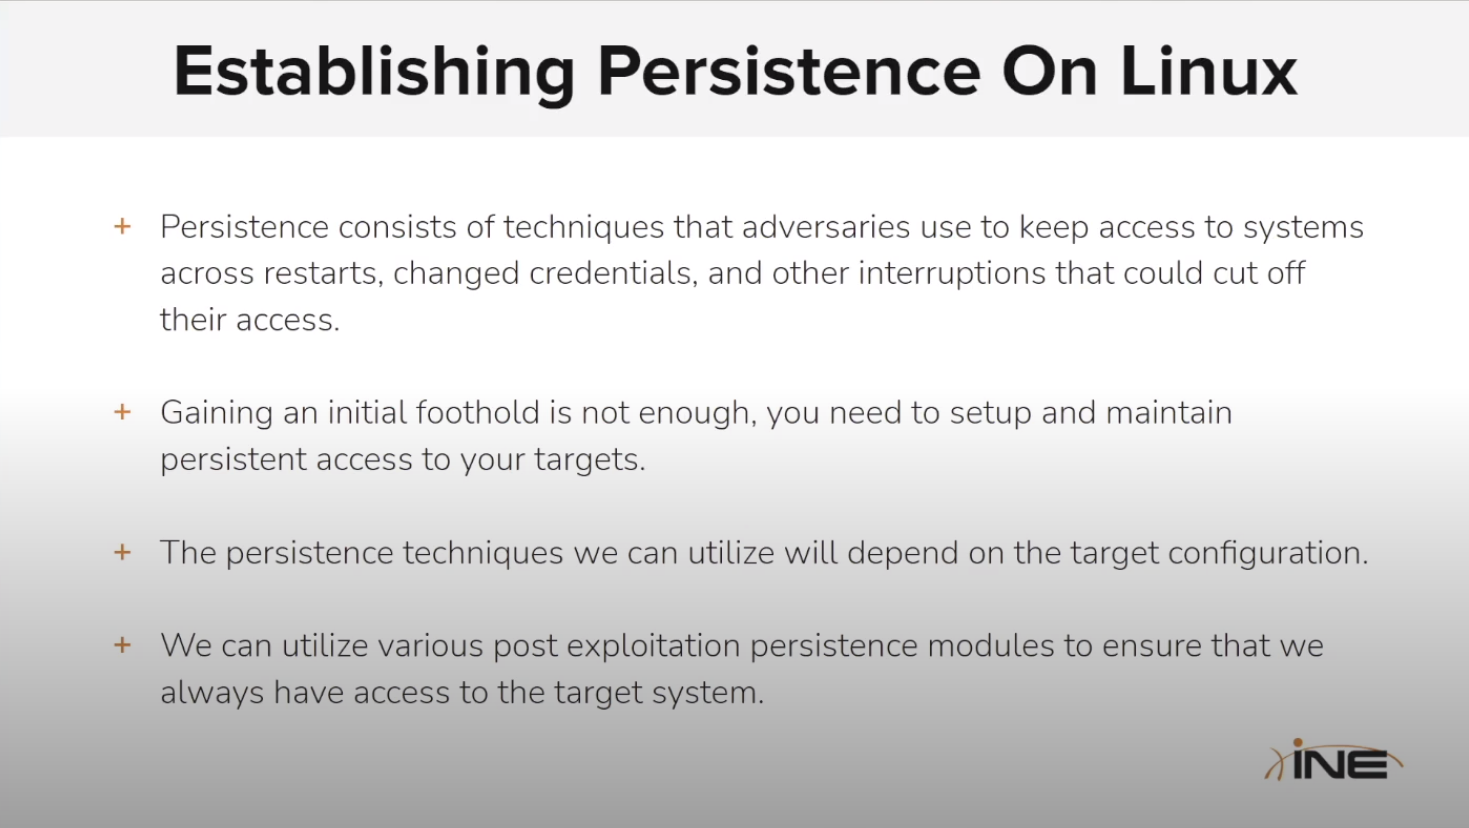 Establishing Persistence On Linux
+ Persistence consists of techniques that adversaries use to keep access to systems
across restarts, changed credentials, and other interruptions that could cut off
their access.
+ Gaining an initial foothold is not enough, you need to setup and maintain
persistent access to your targets.
+ The persistence techniques we can utilize will depend on the target configuration.
+ We can utilize various post exploitation persistence modules to ensure that we
always have access to the target system.
iNE